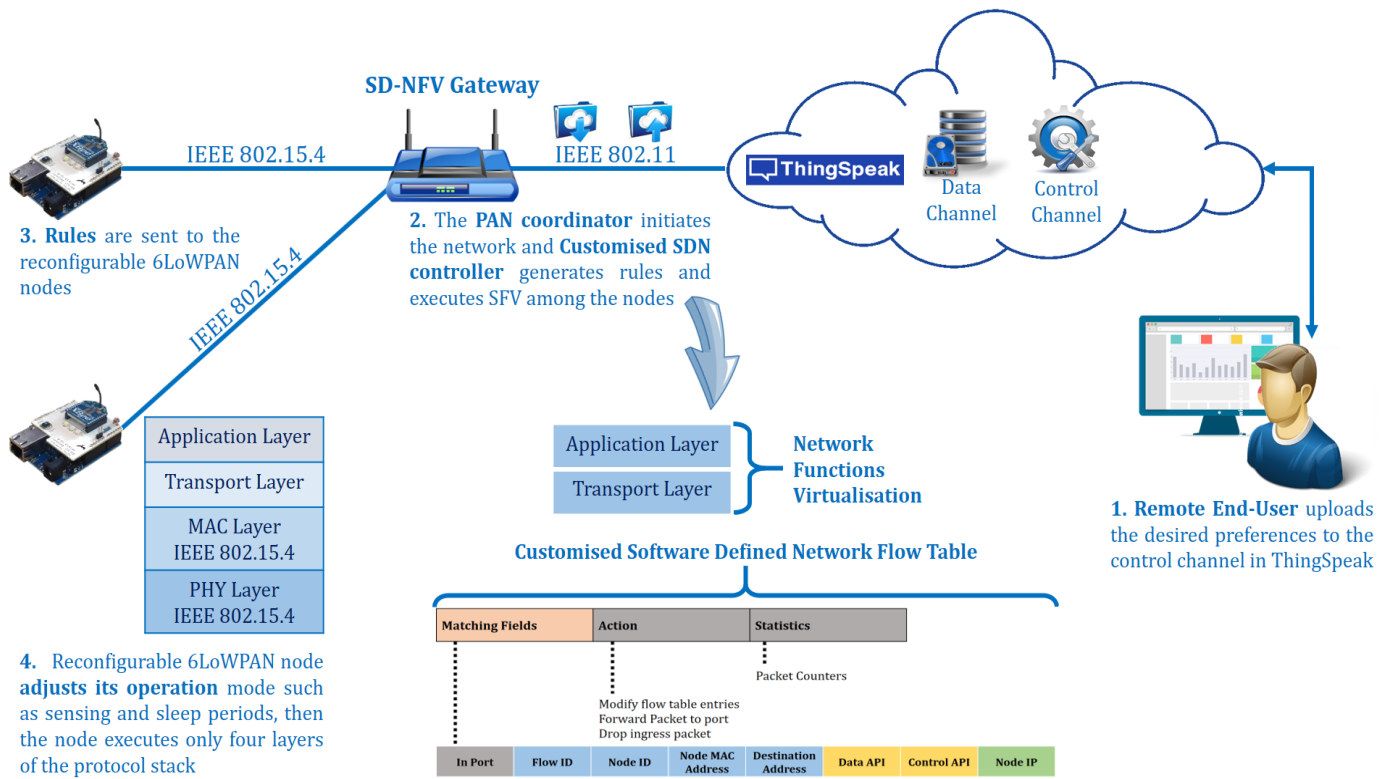 SD-NFV Gateway
IEEE 802.15.4
IEEE 802.11
ThingSpeak
Data
Channel
Control
Channel
3. Rules are sent to the
reconfigurable 6LoWPAN
nodes
IEEE 802.15.4
2. The PAN coordinator initiates
the network and Customised SDN
controller generates rules and
executes SFV among the nodes
1. Remote End-User uploads
the desired preferences to the
control channel in ThingSpeak
Application Layer
Transport Layer
MAC Layer
IEEE 802.15.4
PHY Layer
IEEE 802.15.4
Application Layer
Transport Layer
Network
Functions
Virtualisation
4. Reconfigurable 6LoWPAN node
adjusts its operation mode such
as sensing and sleep periods, then
the node executes only four layers
of the protocol stack
Customised Software Defined Network Flow Table
Matching Fields
Action
Statistics
Packet Counters
Modify flow table entries
Forward Packet to port
Drop ingress packet
In Port
Flow ID
Node ID
Node MAC
Address
Destination
Address
Data API
Control API
Node IP